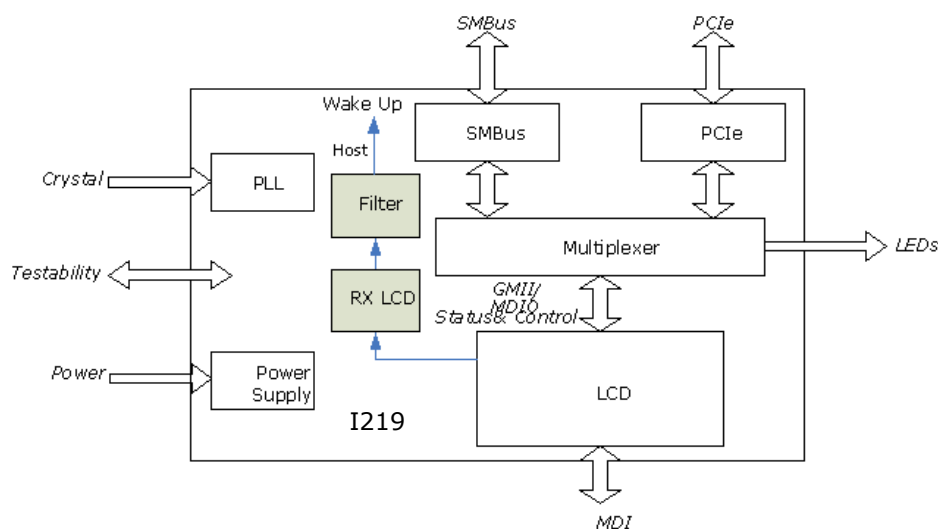 SMBus
PCIe
Wake Up
SMBus
PCIe
Host
Crystal
PLL
Filter
Multiplexer
LEDs
Testability
RX LCD
GMII/
MDIO
Status& Control
Power
Power
Supply
LCD
I219
MDI